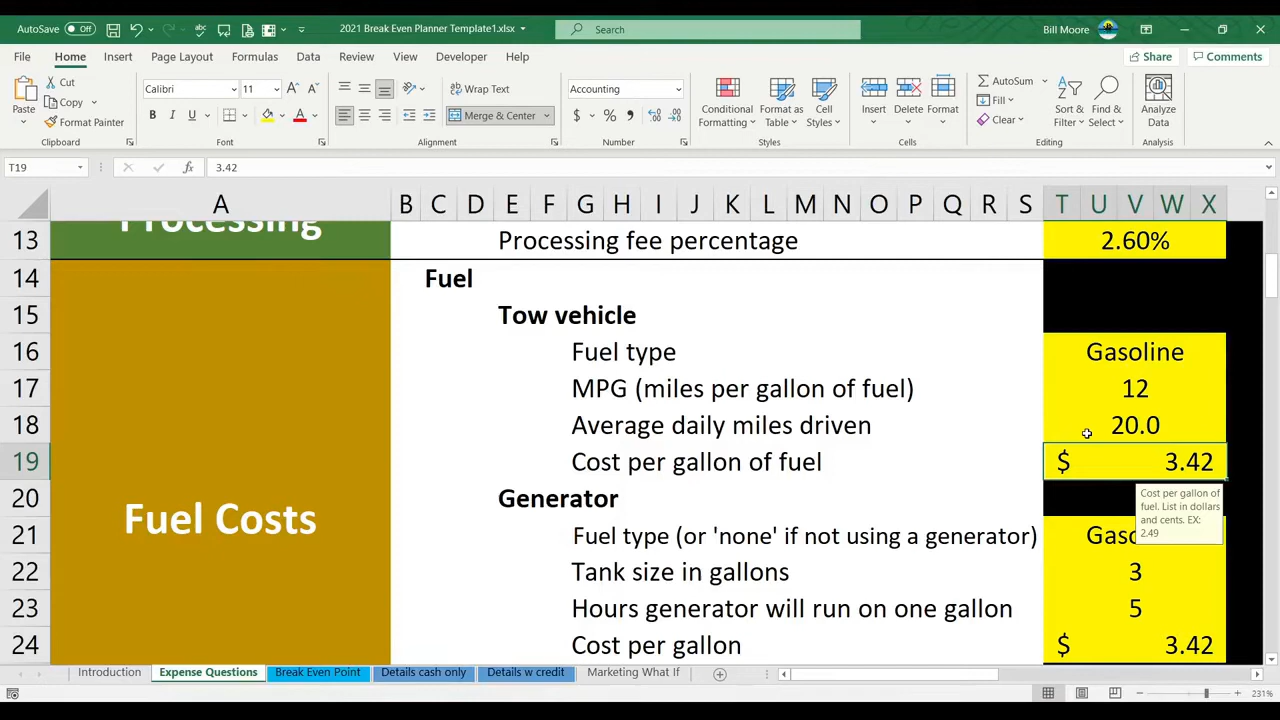 AutoSave Off 2021 Break Even Planner Template1.xlsx Search Bill Moore
File Home Insert Page Layout Formulas Data Review View Developer Help Share Comments
Paste Cut Copy Format Painter Clipboard
Calibri 11 B I U A A Font
Wrap Text Merge & Center Alignment
Accounting $ % , Number
Conditional Formatting Format as Table Cell Styles Styles
Insert Delete Format Cells
AutoSum Fill Clear Sort & Filter Find & Select Editing
Analyze Data Analysis
T19 fx 3.42
A B C D E F G H I J K L M N O P Q R S T U V W X
13 Processing Processing fee percentage 2.60%
14 Fuel
15 Tow vehicle
16 Fuel type Gasoline
17 MPG (miles per gallon of fuel) 12
18 Average daily miles driven 20.0
19 Cost per gallon of fuel $ 3.42
20 Generator
Fuel Costs
Cost per gallon of
fuel. List in dollars
and cents. EX:
2.49
21 Fuel type (or 'none' if not using a generator) Gaso
22 Tank size in gallons 3
23 Hours generator will run on one gallon 5
24 Cost per gallon $ 3.42
Introduction Expense Questions Break Even Point Details cash only Details w credit Marketing What If
231%